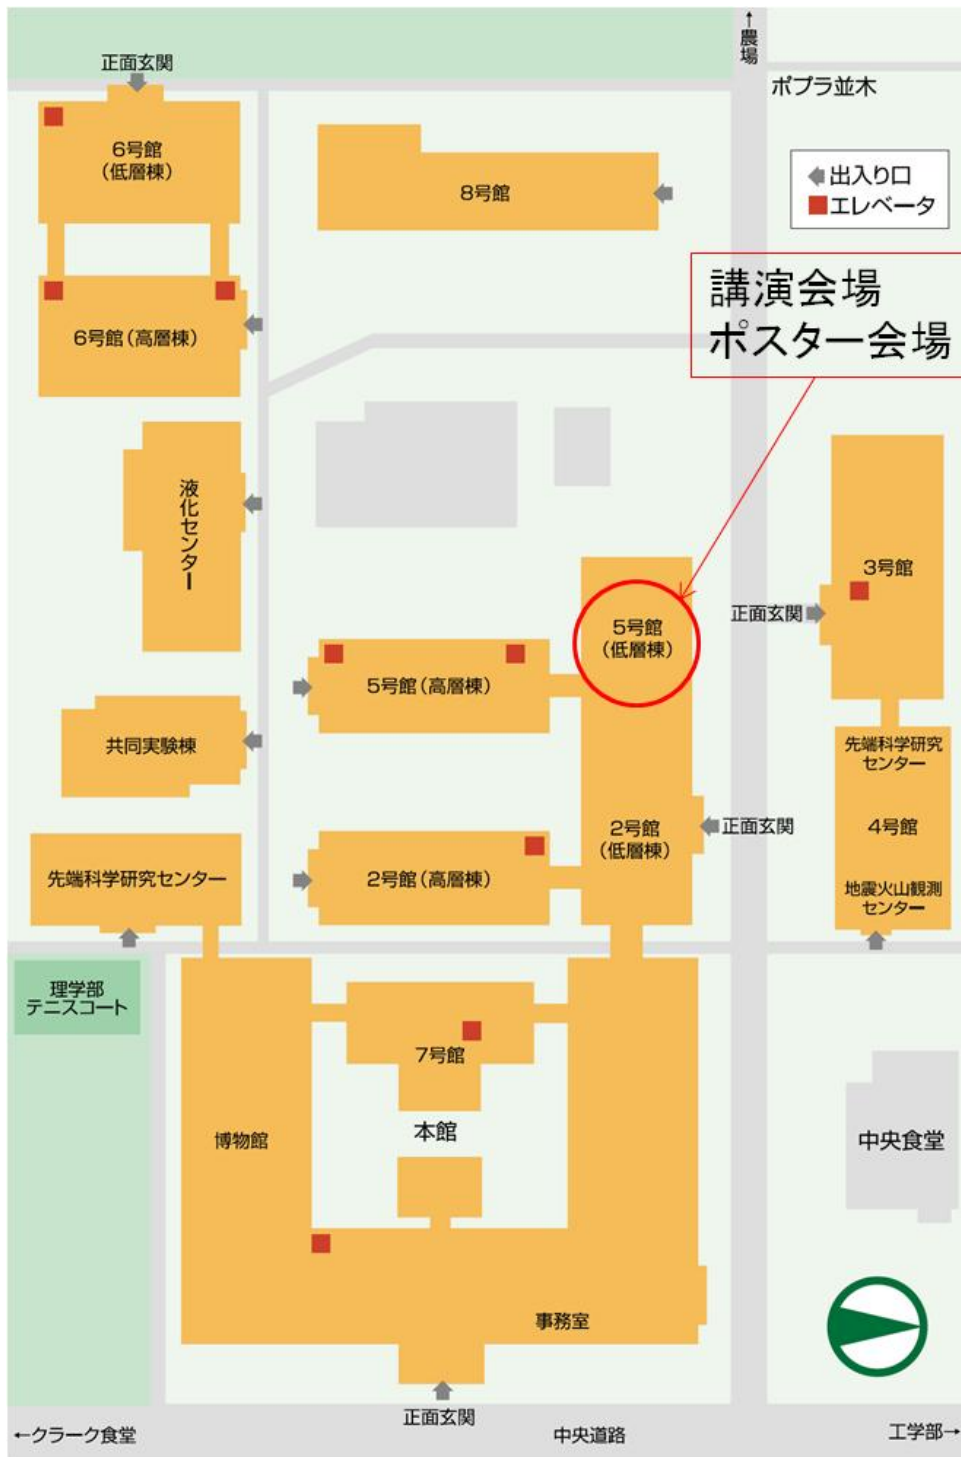 ↑農場
正面玄関
ポプラ並木
6号館
(低層棟)
8号館
出入り口
エレベータ
講演会場
ポスター会場
6号館(高層棟)
液化センター
3号館
正面玄関
5号館
(低層棟)
5号館(高層棟)
共同実験棟
先端科学研究
センター
2号館
(低層棟)
正面玄関
4号館
先端科学研究センター
2号館(高層棟)
地震火山観測
センター
理学部
テニスコート
7号館
本館
博物館
中央食堂
事務室
正面玄関
←クラーク食堂
中央道路
工学部→